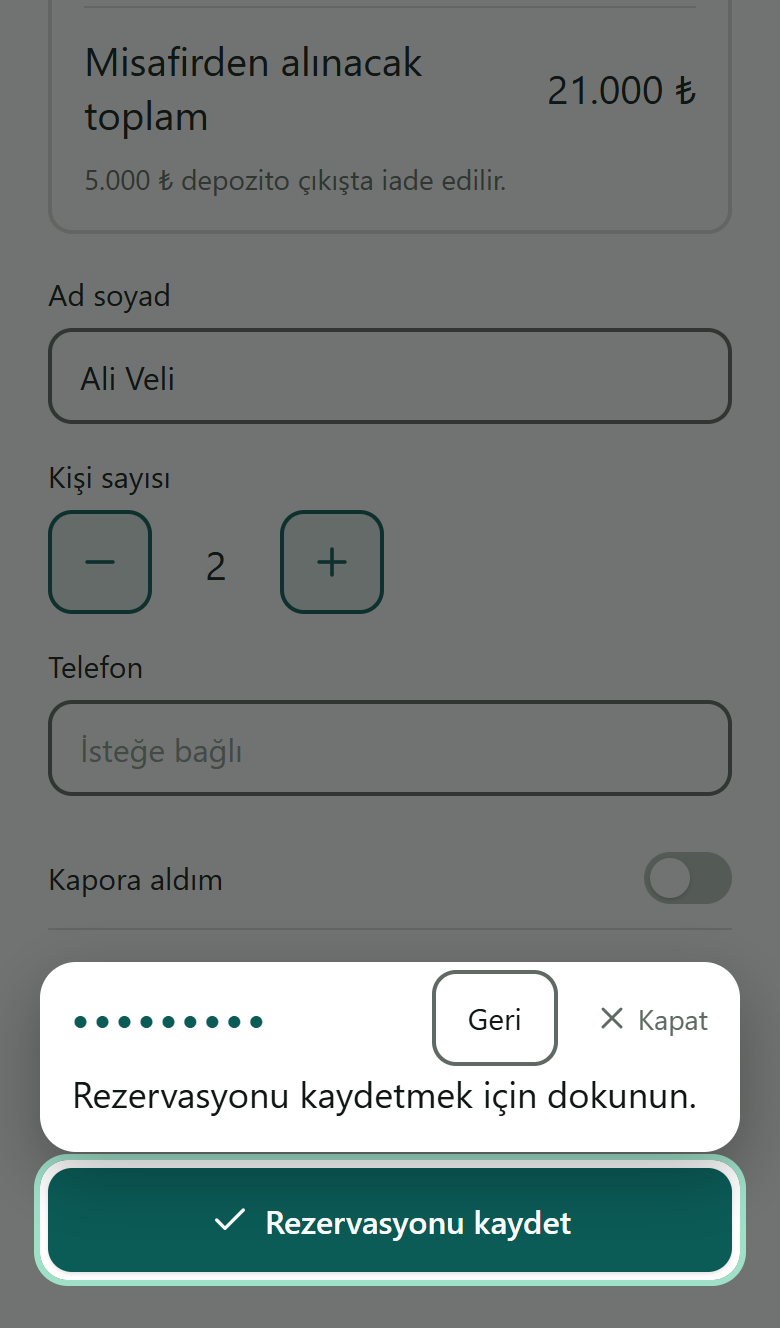 Misafirden alınacak
toplam
21.000 ₺
5.000 ₺ depozito çıkışta iade edilir.
Ad soyad
Ali Veli
Kişi sayısı
2
Telefon
İsteğe bağlı
Kapora aldım
Geri
Kapat
Rezervasyonu kaydetmek için dokunun.
Rezervasyonu kaydet